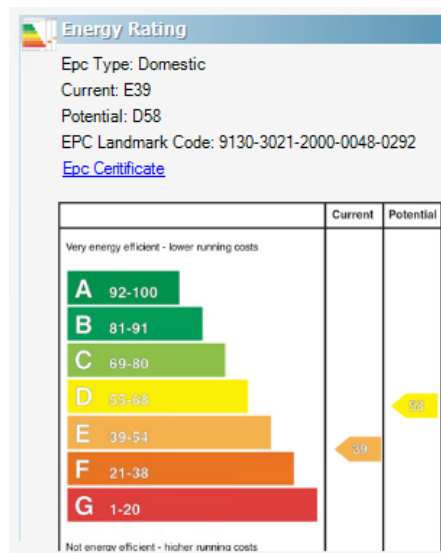 Energy Rating
Epc Type: Domestic
Current: E39
Potential: D58
EPC Landmark Code: 9130-3021-2000-0048-0292
Epc Ceritificate
Current Potential
Very energy efficient - lower running costs
A 92-100
B 81-91
C 69-80
D 55-68
58
E 39-54
39
F 21-38
G 1-20
Not energy efficient - higher running costs